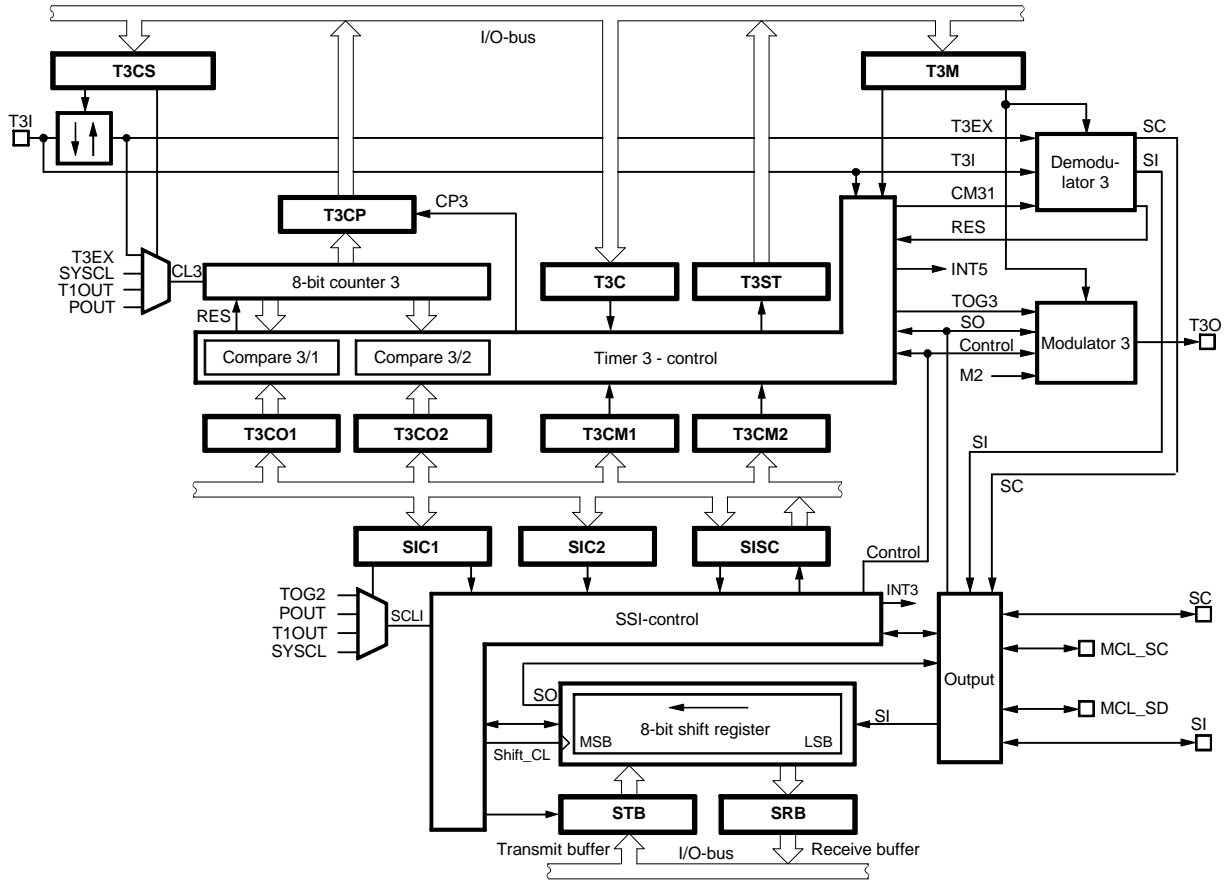 I/O-bus
T3CS
T3M
T3I
T3EX
SC
T3I
SI
Demodu-
lator 3
CM31
T3CP
CP3
RES
T3EX
SYSCL
T1OUT
POUT
CL3
8-bit counter 3
T3C
T3ST
INT5
RES
TOG3
SO
Control
M2
Modulator 3
T3O
Compare 3/1
Compare 3/2
Timer 3 - control
T3CO1
T3CO2
T3CM1
T3CM2
SI
SC
SIC1
SIC2
SISC
Control
TOG2
POUT
T1OUT
SYSCL
SCLI
SSI-control
INT3
SC
MCL_SC
Output
SO
8-bit shift register
MSB
LSB
SI
MCL_SD
SI
Shift_CL
STB
SRB
Transmit buffer
I/O-bus
Receive buffer